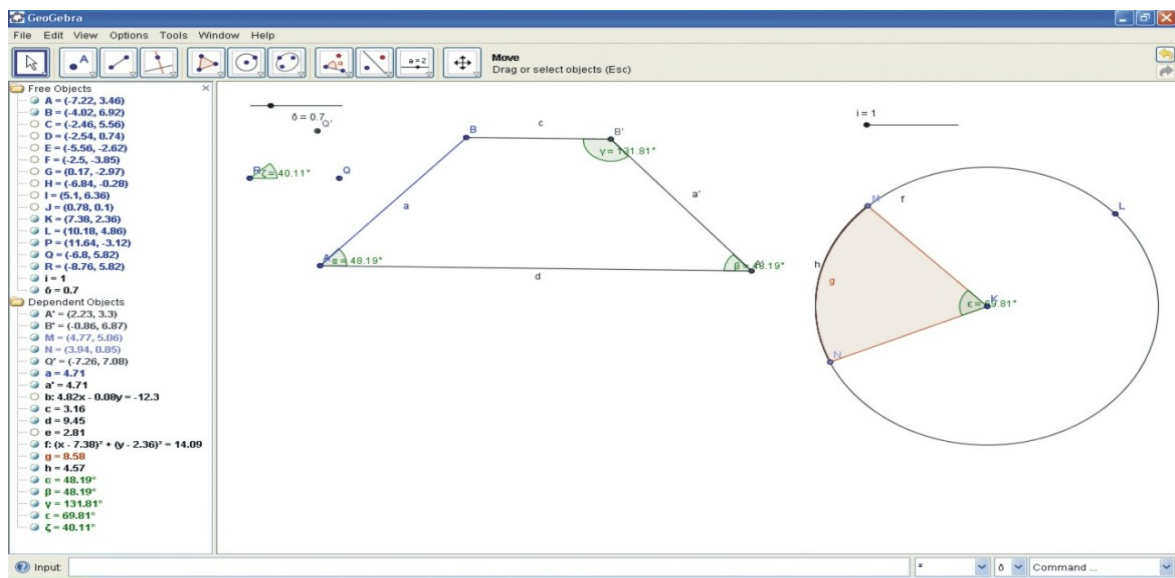 GeoGebra
File Edit View Options Tools Window Help
A
a=2
Move
Drag or select objects (Esc)
Free Objects
A = (-7.22, 3.46)
B = (-4.02, 6.92)
C = (-2.46, 5.56)
D = (-2.54, 0.74)
E = (-5.56, -2.62)
F = (-2.5, -3.85)
G = (0.17, -2.97)
H = (-6.84, -0.28)
I = (5.1, 6.36)
J = (0.78, 0.1)
K = (7.38, 2.36)
L = (10.18, 4.86)
P = (11.64, -3.12)
Q = (-6.8, 5.82)
R = (-8.76, 5.82)
i = 1
δ = 0.7
Dependent Objects
A' = (2.23, 3.3)
B' = (-0.86, 6.87)
M = (4.77, 5.06)
N = (3.94, 0.85)
Q' = (-7.26, 7.08)
a = 4.71
a' = 4.71
b: 4.82x - 0.08y = -12.3
c = 3.16
d = 9.45
e = 2.81
f: (x - 7.38)² + (y - 2.36)² = 14.09
g = 8.58
h = 4.57
α = 48.19°
β = 48.19°
γ = 131.81°
ε = 69.81°
ζ = 40.11°
δ = 0.7
Q'
R
ζ = 40.11°
Q
B
c
B'
γ = 131.81°
a
a'
A
α = 48.19°
d
β = 48.19°
A'
i = 1
M
f
L
h
g
ε = 69.81°
K
N
Input:
°
δ
Command ...